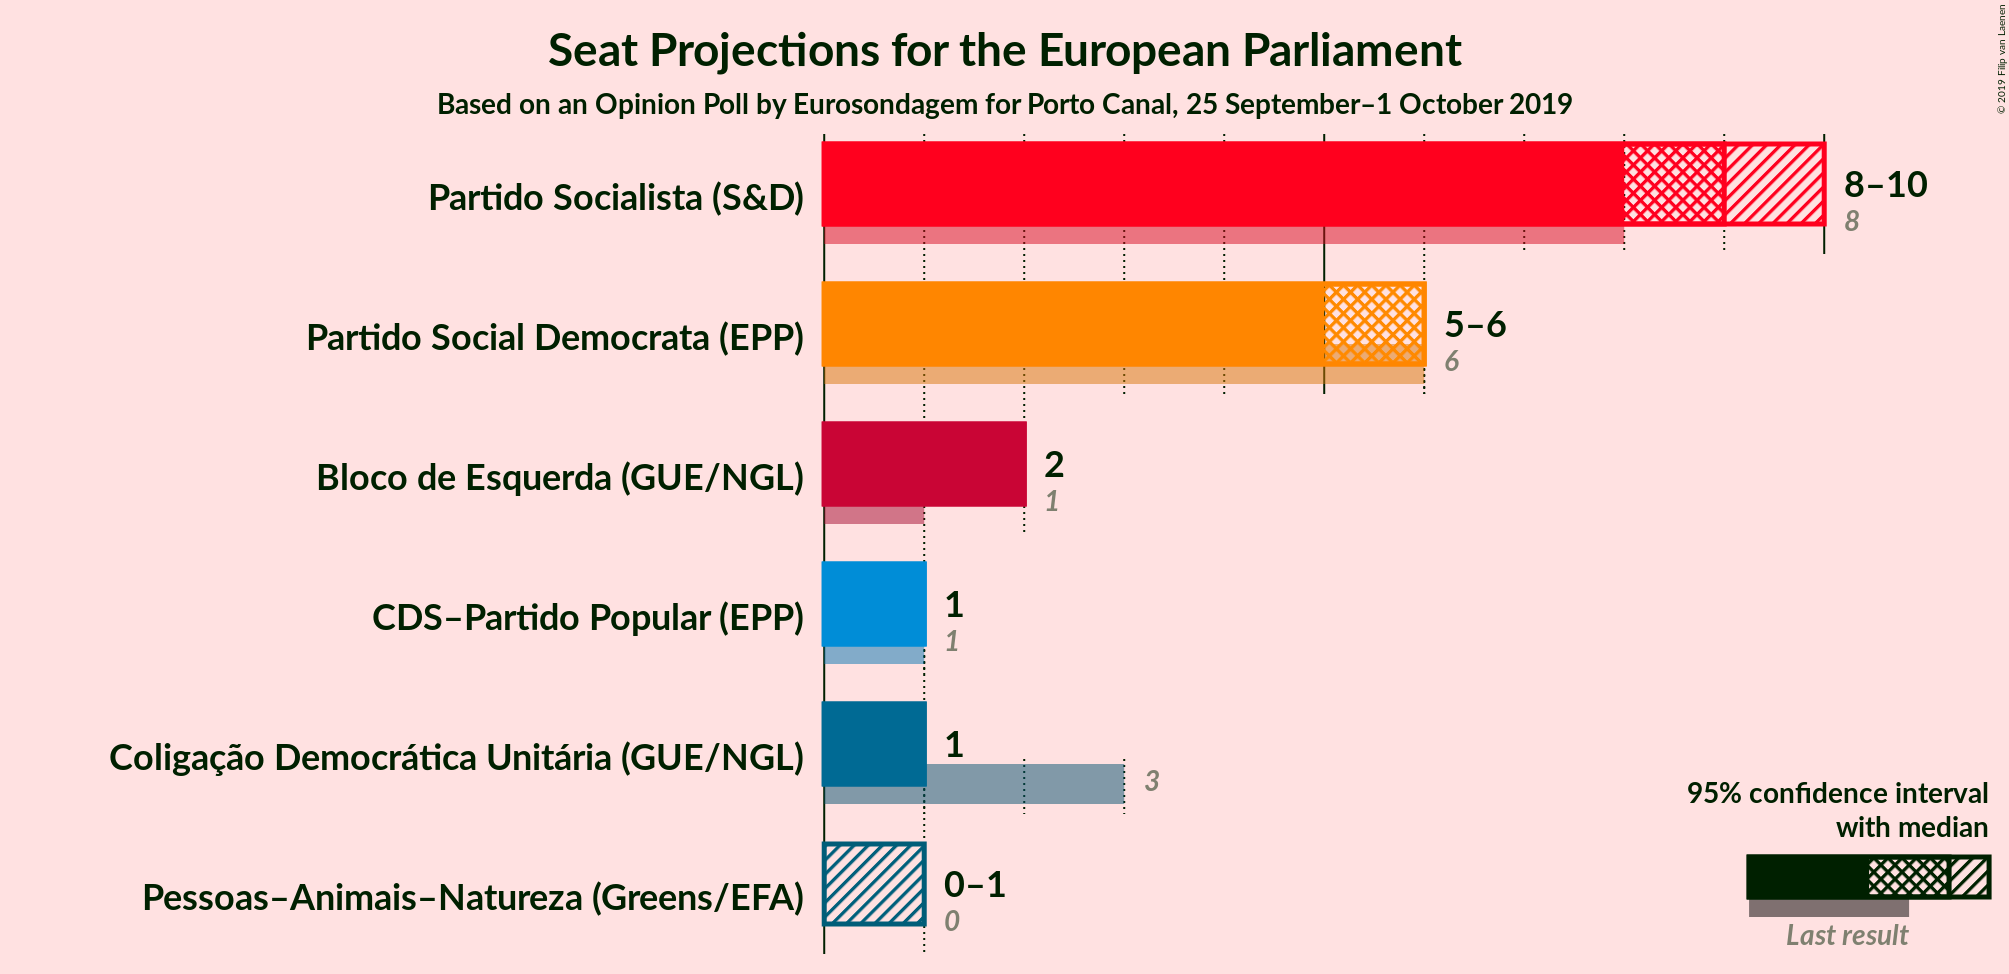 Seat Projections for the European Parliament
Based on an Opinion Poll by Eurosondagem for Porto Canal, 25 September–1 October 2019
© 2019 Filip van Laenen
Partido Socialista (S&D)
8–10
8
Partido Social Democrata (EPP)
5–6
6
Bloco de Esquerda (GUE/NGL)
2
1
CDS–Partido Popular (EPP)
1
1
Coligação Democrática Unitária (GUE/NGL)
1
3
Pessoas–Animais–Natureza (Greens/EFA)
0–1
0
95% confidence interval
with median
Last result